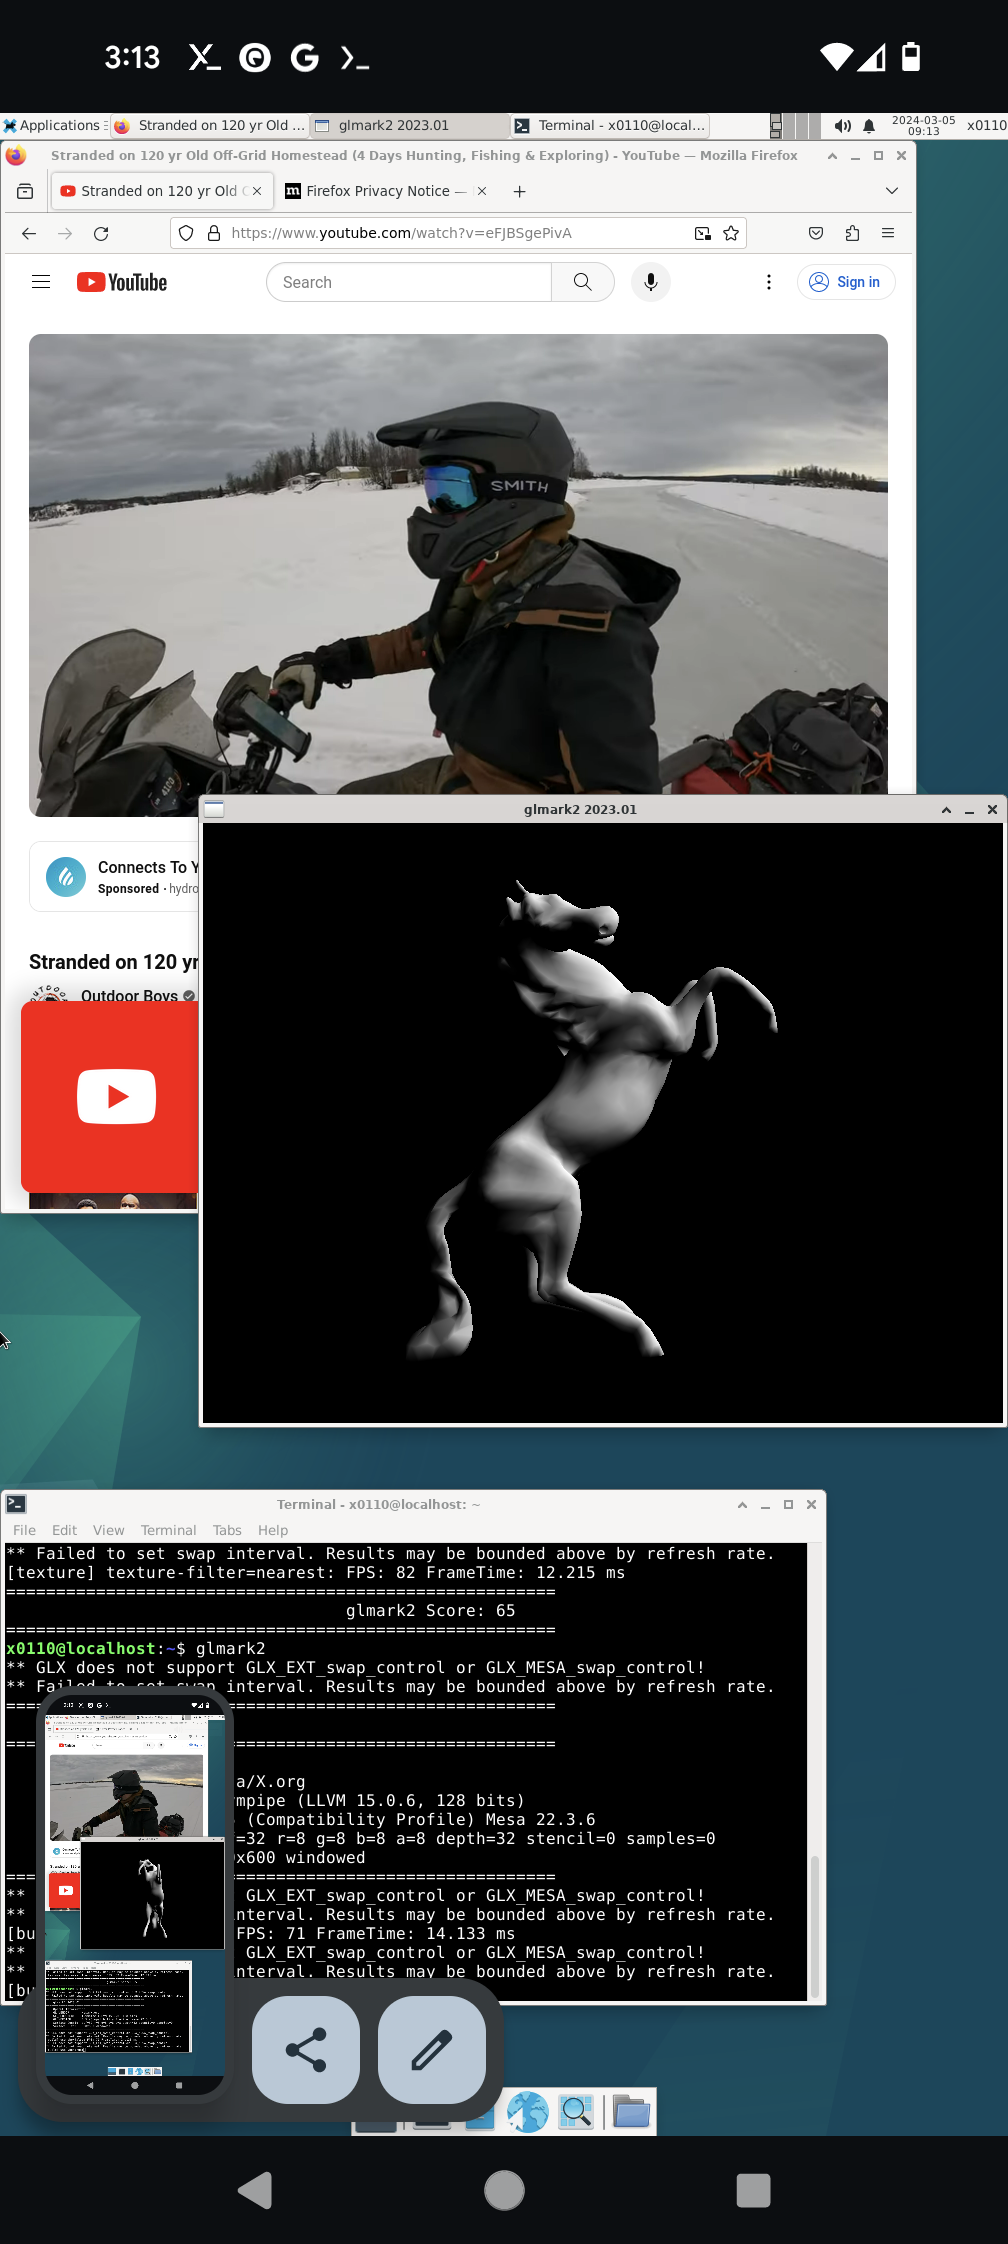 3:13
Applications
Stranded on 120 yr Old ...
glmark2 2023.01
Terminal - x0110@local...
2024-03-05
09:13
x0110
Stranded on 120 yr Old Off-Grid Homestead (4 Days Hunting, Fishing & Exploring) - YouTube — Mozilla Firefox
Stranded on 120 yr Old
Firefox Privacy Notice —
https://www.youtube.com/watch?v=eFJBSgePivA
YouTube
Search
Sign in
SMITH
Connects To Y
Sponsored · hydro
Stranded on 120 yr
Outdoor Boys
glmark2 2023.01
Terminal - x0110@localhost: ~
File Edit View Terminal Tabs Help
** Failed to set swap interval. Results may be bounded above by refresh rate.
[texture] texture-filter=nearest: FPS: 82 FrameTime: 12.215 ms
=======================================================
glmark2 Score: 65
=======================================================
x0110@localhost:~$ glmark2
** GLX does not support GLX_EXT_swap_control or GLX_MESA_swap_control!
** Failed to set swap interval. Results may be bounded above by refresh rate.
=======================================================
=======================================================
a/X.org
mpipe (LLVM 15.0.6, 128 bits)
(Compatibility Profile) Mesa 22.3.6
=32 r=8 g=8 b=8 a=8 depth=32 stencil=0 samples=0
x600 windowed
=======================================================
** GLX_EXT_swap_control or GLX_MESA_swap_control!
** nterval. Results may be bounded above by refresh rate.
[bu FPS: 71 FrameTime: 14.133 ms
** GLX_EXT_swap_control or GLX_MESA_swap_control!
** nterval. Results may be bounded above by refresh rate.
[bu